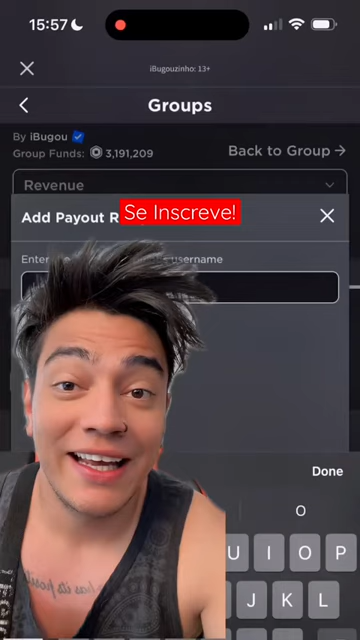 15:57
iBugouzinho: 13+
Groups
By iBugou
Group Funds: 3,191,209
Back to Group
Revenue
Add Payout R
Se Inscreve!
Enter
username
Done
O
U I O P
J K L